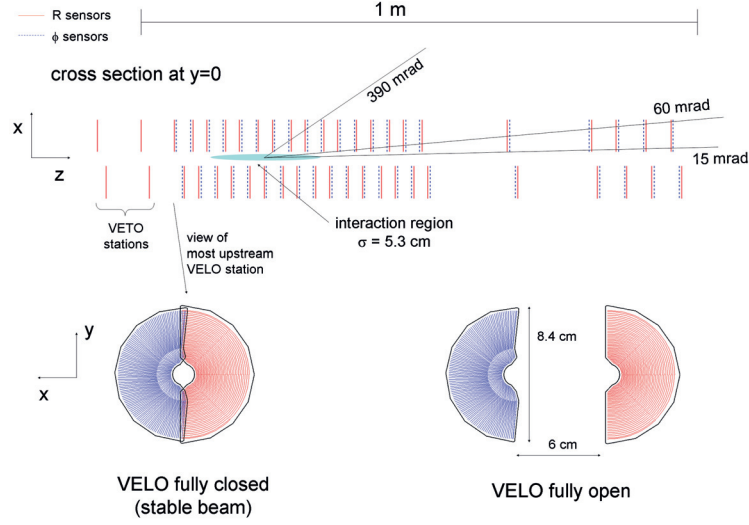 R sensors
ϕ sensors
1 m
cross section at y=0
390 mrad
60 mrad
15 mrad
x
z
VETO
stations
view of
most upstream
VELO station
interaction region
σ = 5.3 cm
y
x
8.4 cm
6 cm
VELO fully closed
(stable beam)
VELO fully open